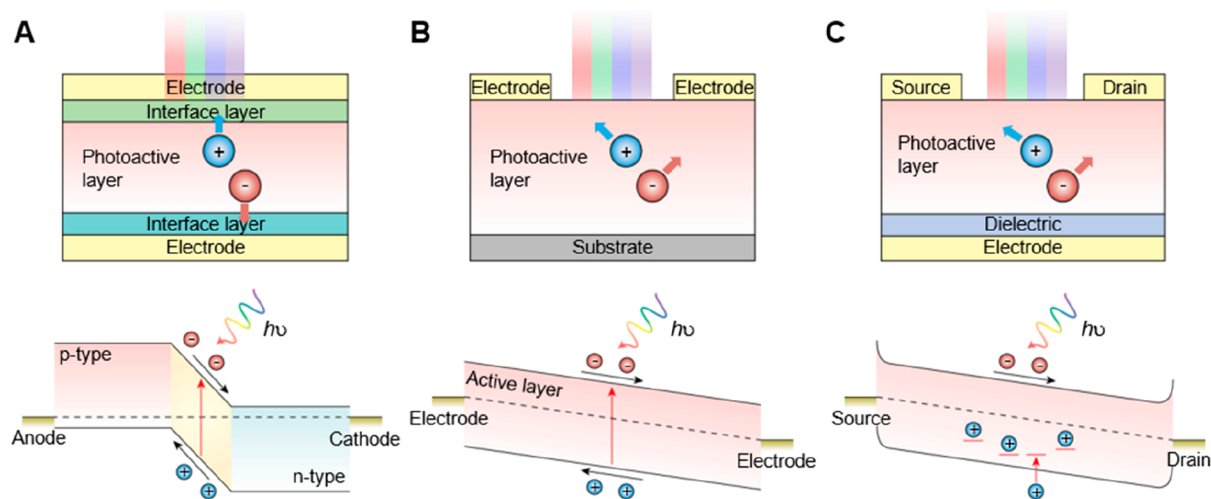 A
Electrode
Interface layer
+
Photoactive
layer
-
Interface layer
Electrode
B
Electrode Electrode
+
Photoactive
layer
-
Substrate
C
Source Drain
+
Photoactive
layer
-
Dielectric
Electrode
hυ
p-type
-
-
Anode
Cathode
+
+
n-type
hυ
- -
Active layer
Electrode
Electrode
+ +
hυ
- -
Source
+ + +
Drain
+